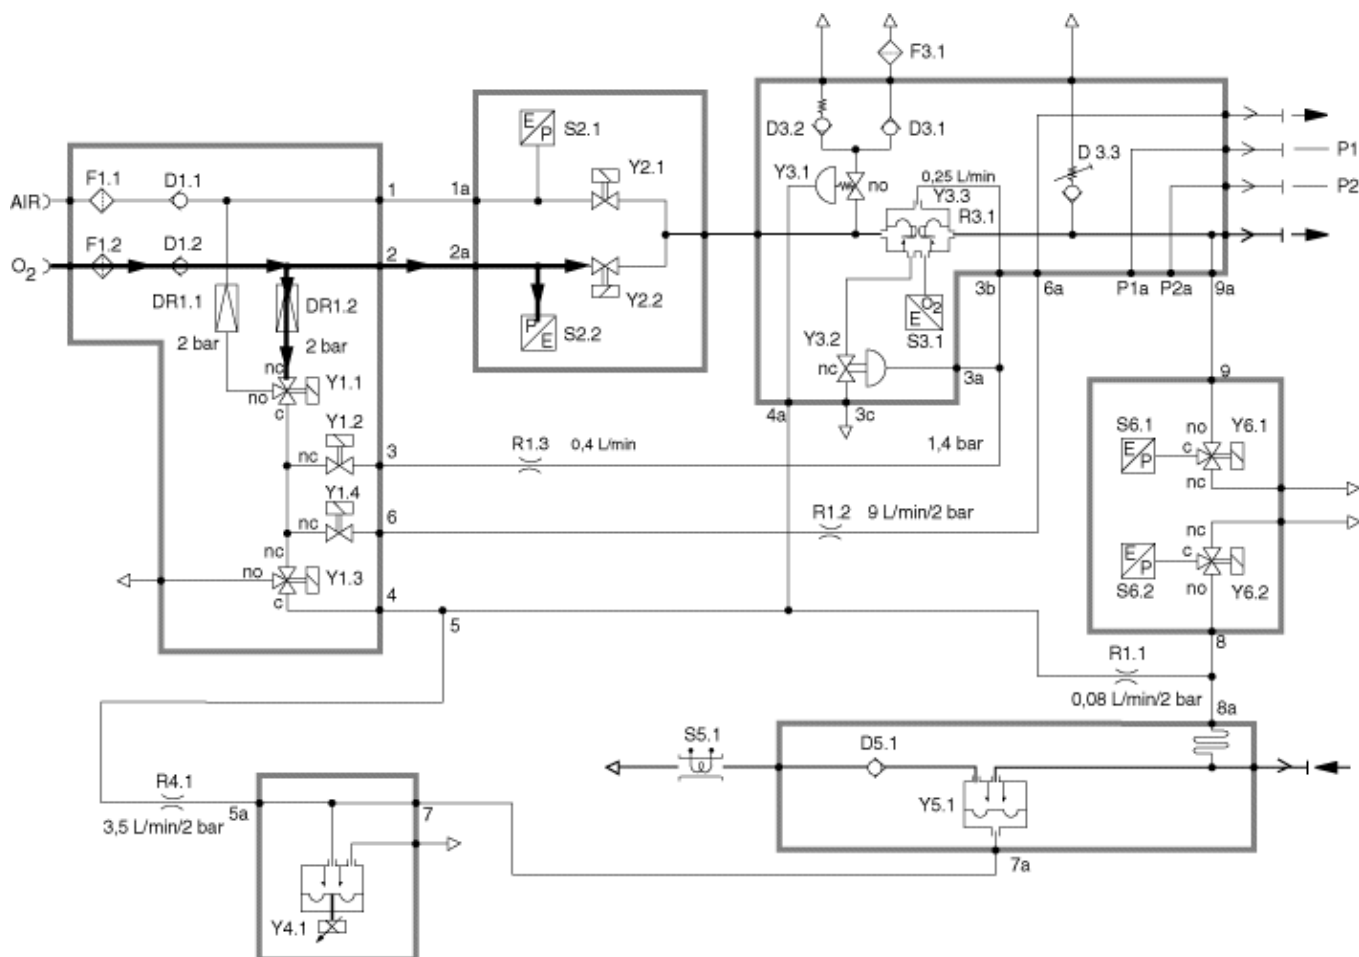 F3.1
E
P
S2.1
D3.2
D3.1
D 3.3
P1
P2
F1.1
D1.1
Y2.1
Y3.1
no
0,25 L/min
AIR
1
1a
Y3.3
R3.1
F1.2
D1.2
O2
2
2a
Y2.2
DR1.1
DR1.2
3b
6a
P1a
P2a
9a
P
E
S2.2
O2
E
S3.1
2 bar
2 bar
Y3.2
nc
nc
3a
Y1.1
no
c
4a
3c
9
Y1.2
R1.3
0,4 L/min
1,4 bar
S6.1
no
Y6.1
c
E
P
nc
nc
3
Y1.4
6
R1.2
9 L/min/2 bar
nc
nc
nc
c
E
P
no
Y1.3
S6.2
no
Y6.2
c
4
5
8
R1.1
0,08 L/min/2 bar
8a
S5.1
D5.1
R4.1
5a
7
Y5.1
3,5 L/min/2 bar
7a
Y4.1